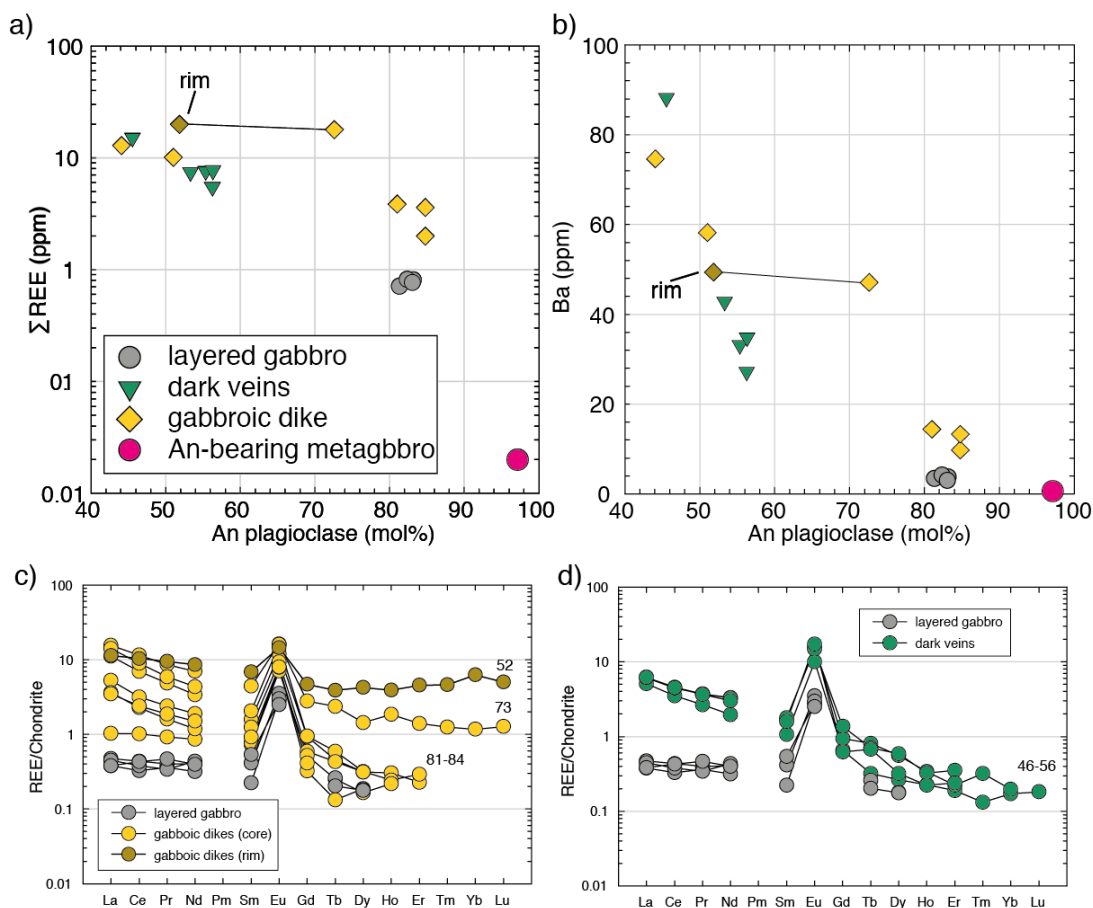 a)
100
10
1
01
0.01
∑REE (ppm)
rim
layered gabbro
dark veins
gabbroic dike
An-bearing metagbbro
40 50 60 70 80 90 100
An plagioclase (mol%)
b)
100
80
60
40
20
0
Ba (ppm)
rim
40 50 60 70 80 90 100
An plagioclase (mol%)
c)
100
10
1
0.1
0.01
REE/Chondrite
52
73
81-84
layered gabbro
gabboic dikes (core)
gabboic dikes (rim)
La Ce Pr Nd Pm Sm Eu Gd Tb Dy Ho Er Tm Yb Lu
d)
100
10
1
0.1
0.01
REE/Chondrite
layered gabbro
dark veins
46-56
La Ce Pr Nd Pm Sm Eu Gd Tb Dy Ho Er Tm Yb Lu